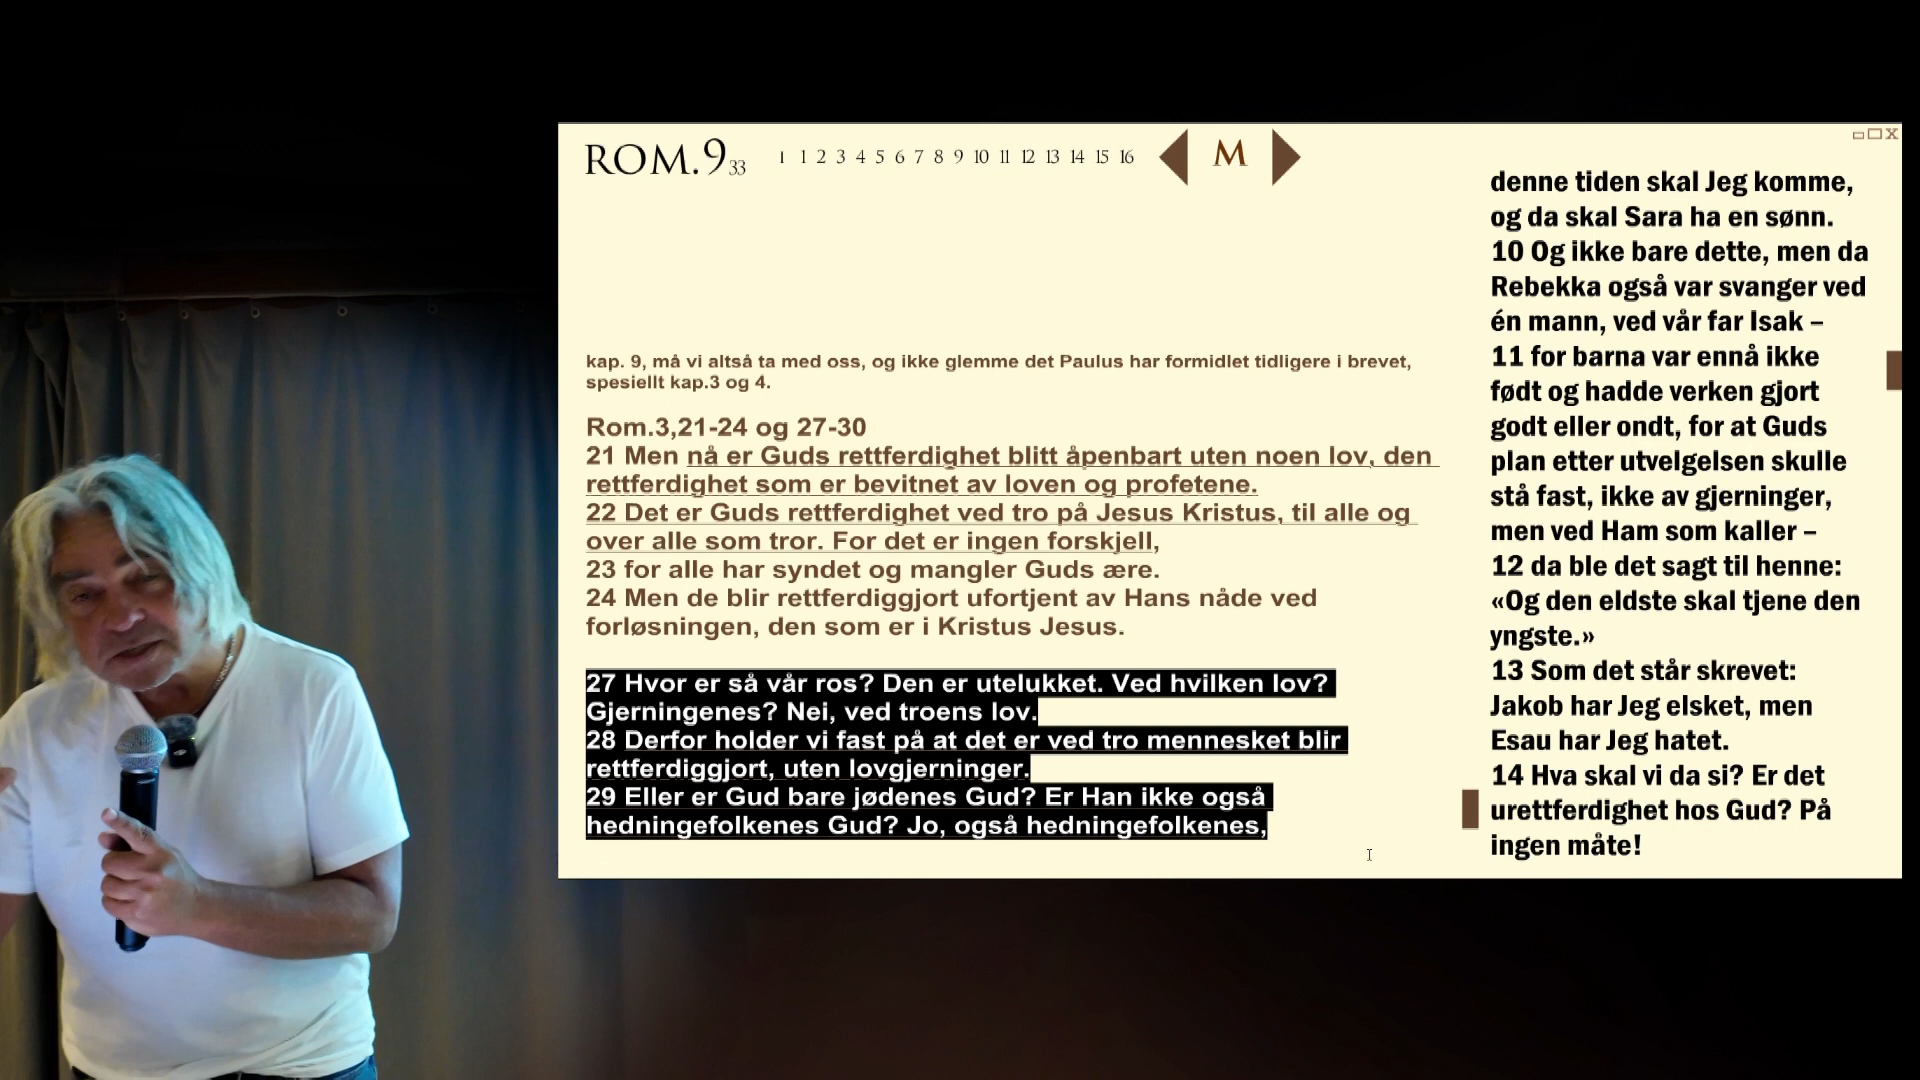 ROM.9 33
1 1 2 3 4 5 6 7 8 9 10 11 12 13 14 15 16
M
X
kap. 9, må vi altså ta med oss, og ikke glemme det Paulus har formidlet tidligere i brevet,
spesiellt kap.3 og 4.
Rom.3,21-24 og 27-30
21 Men nå er Guds rettferdighet blitt åpenbart uten noen lov, den
rettferdighet som er bevitnet av loven og profetene.
22 Det er Guds rettferdighet ved tro på Jesus Kristus, til alle og
over alle som tror. For det er ingen forskjell,
23 for alle har syndet og mangler Guds ære.
24 Men de blir rettferdiggjort ufortjent av Hans nåde ved
forløsningen, den som er i Kristus Jesus.
27 Hvor er så vår ros? Den er utelukket. Ved hvilken lov?
Gjerningenes? Nei, ved troens lov.
28 Derfor holder vi fast på at det er ved tro mennesket blir
rettferdiggjort, uten lovgjerninger.
29 Eller er Gud bare jødenes Gud? Er Han ikke også
hedningefolkenes Gud? Jo, også hedningefolkenes,
denne tiden skal Jeg komme,
og da skal Sara ha en sønn.
10 Og ikke bare dette, men da
Rebekka også var svanger ved
én mann, ved vår far Isak –
11 for barna var ennå ikke
født og hadde verken gjort
godt eller ondt, for at Guds
plan etter utvelgelsen skulle
stå fast, ikke av gjerninger,
men ved Ham som kaller –
12 da ble det sagt til henne:
«Og den eldste skal tjene den
yngste.»
13 Som det står skrevet:
Jakob har Jeg elsket, men
Esau har Jeg hatet.
14 Hva skal vi da si? Er det
urettferdighet hos Gud? På
ingen måte!